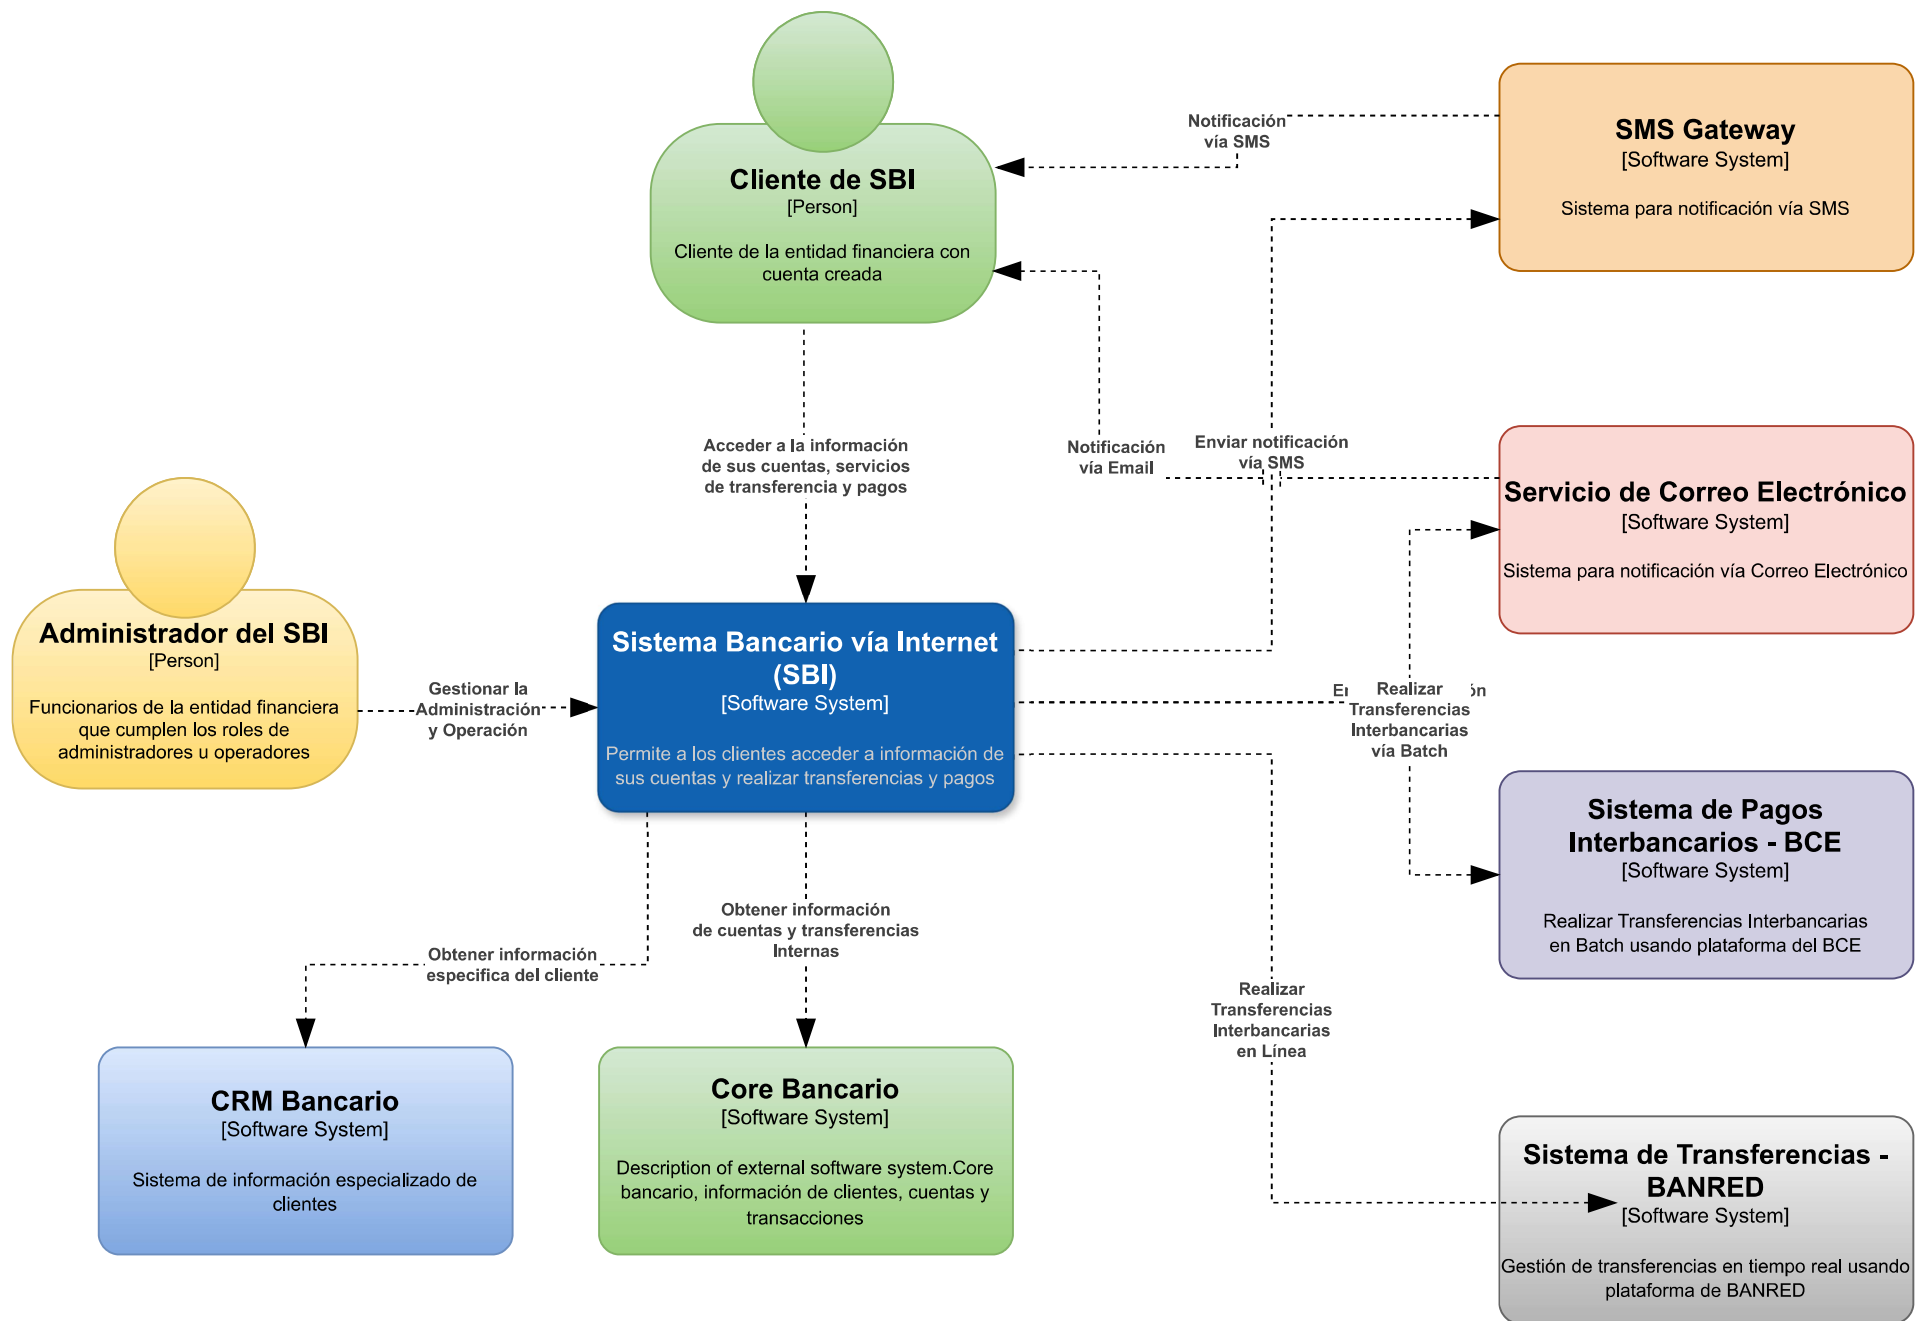 Cliente de SBI
[Person]
Cliente de la entidad financiera con
cuenta creada
Notificación
vía SMS
SMS Gateway
[Software System]
Sistema para notificación vía SMS
Acceder a la información
de sus cuentas, servicios
de transferencia y pagos
Notificación
vía Email
Enviar notificación
vía SMS
Servicio de Correo Electrónico
[Software System]
Sistema para notificación vía Correo Electrónico
Administrador del SBI
[Person]
Funcionarios de la entidad financiera
que cumplen los roles de
administradores u operadores
Gestionar la
Administración
y Operación
Sistema Bancario vía Internet
(SBI)
[Software System]
Permite a los clientes acceder a información de
sus cuentas y realizar transferencias y pagos
Realizar
Transferencias
Interbancarias
vía Batch
Sistema de Pagos
Interbancarios - BCE
[Software System]
Realizar Transferencias Interbancarias
en Batch usando plataforma del BCE
Obtener información
especifica del cliente
Obtener información
de cuentas y transferencias
Internas
Realizar
Transferencias
Interbancarias
en Línea
CRM Bancario
[Software System]
Sistema de información especializado de
clientes
Core Bancario
[Software System]
Description of external software system.Core
bancario, información de clientes, cuentas y
transacciones
Sistema de Transferencias -
BANRED
[Software System]
Gestión de transferencias en tiempo real usando
plataforma de BANRED